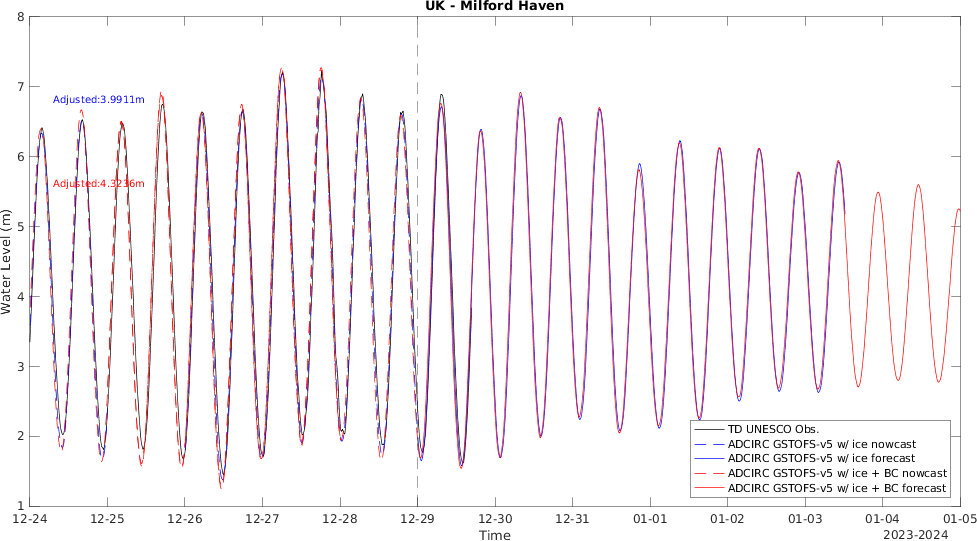 UK - Milford Haven
8
7
6
5
4
3
2
1
Water Level (m)
Adjusted:3.9911m
Adjusted:4.3236m
TD UNESCO Obs.
ADCIRC GSTOFS-v5 w/ ice nowcast
ADCIRC GSTOFS-v5 w/ ice forecast
ADCIRC GSTOFS-v5 w/ ice + BC nowcast
ADCIRC GSTOFS-v5 w/ ice + BC forecast
12-24 12-25 12-26 12-27 12-28 12-29 12-30 12-31 01-01 01-02 01-03 01-04 01-05
Time
2023-2024